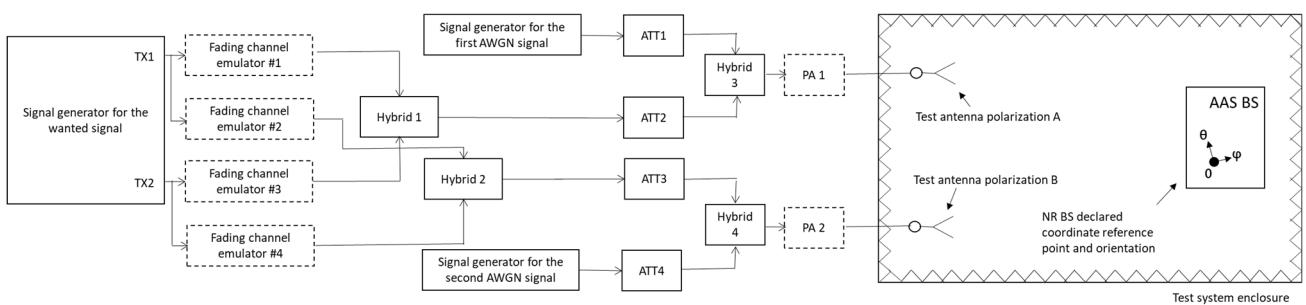 Signal generator for the
wanted signal
TX1
TX2
Fading channel
emulator #1
Fading channel
emulator #2
Fading channel
emulator #3
Fading channel
emulator #4
Hybrid 1
Hybrid 2
Signal generator for the
first AWGN signal
Signal generator for the
second AWGN signal
ATT1
ATT2
ATT3
ATT4
Hybrid
3
Hybrid
4
PA 1
PA 2
Test antenna polarization A
Test antenna polarization B
AAS BS
θ
φ
0
NR BS declared
coordinate reference
point and orientation
Test system enclosure